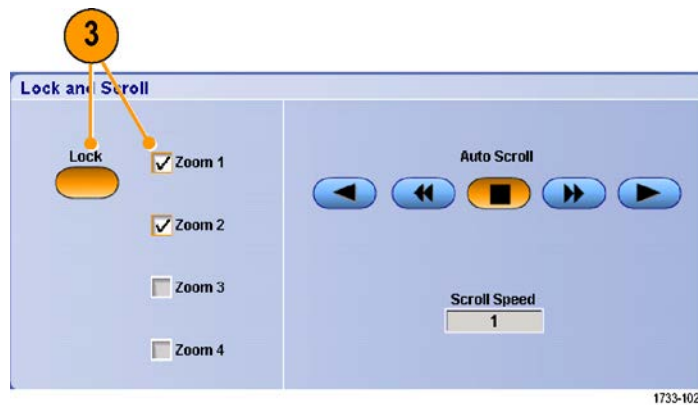 3
Lock and Scroll
Lock
Zoom 1
Zoom 2
Zoom 3
Zoom 4
Auto Scroll
Scroll Speed
1
1733-102